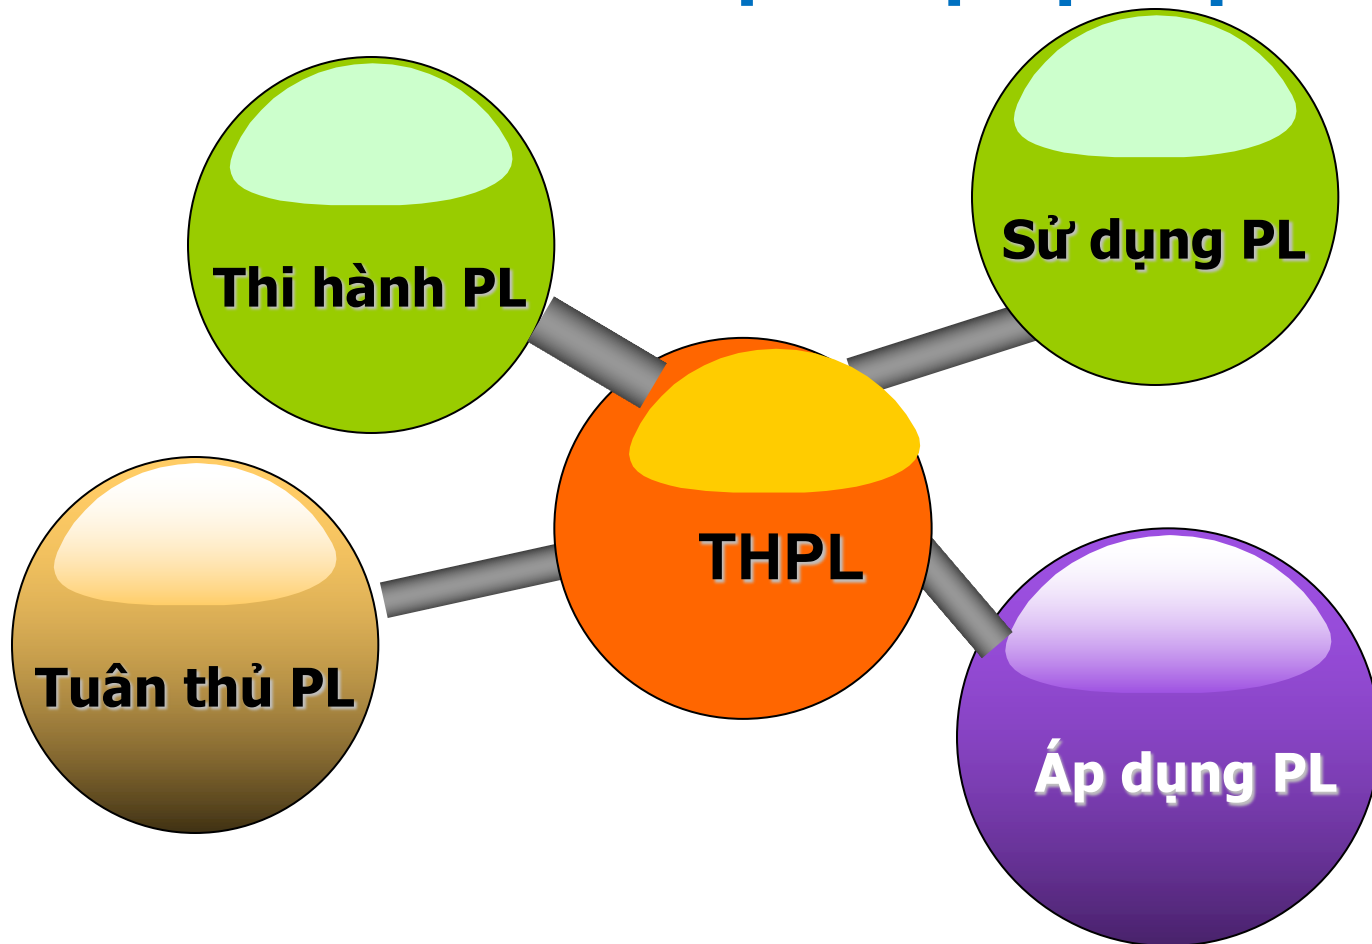 Thi hành PL
Sử dụng PL
THPL
Tuân thủ PL
Áp dụng PL